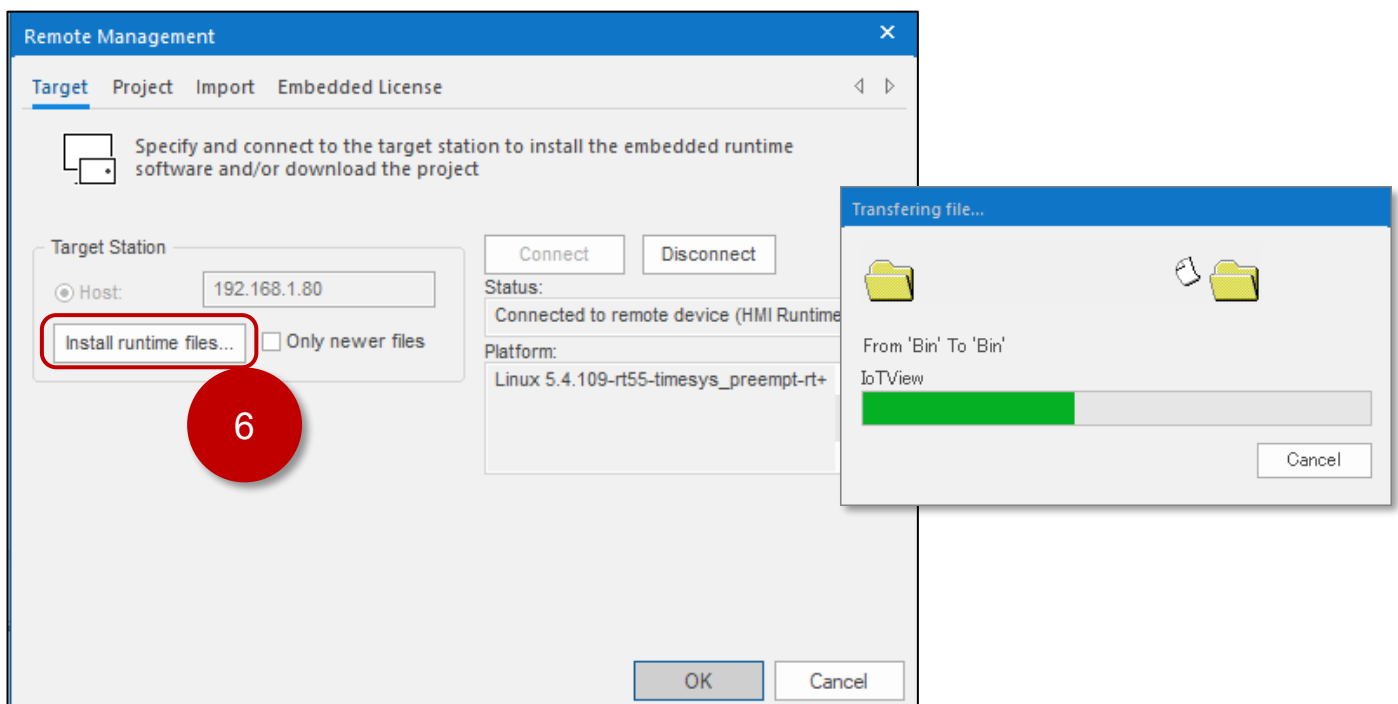 Remote Management
Target Project Import Embedded License
Specify and connect to the target station to install the embedded runtime
software and/or download the project
Target Station
Host: 192.168.1.80
Install runtime files... Only newer files
Connect Disconnect
Status:
Connected to remote device (HMI Runtime
Platform:
Linux 5.4.109-rt55-timesys_preempt-rt+
6
OK Cancel
Transfering file...
From 'Bin' To 'Bin'
IoTView
Cancel